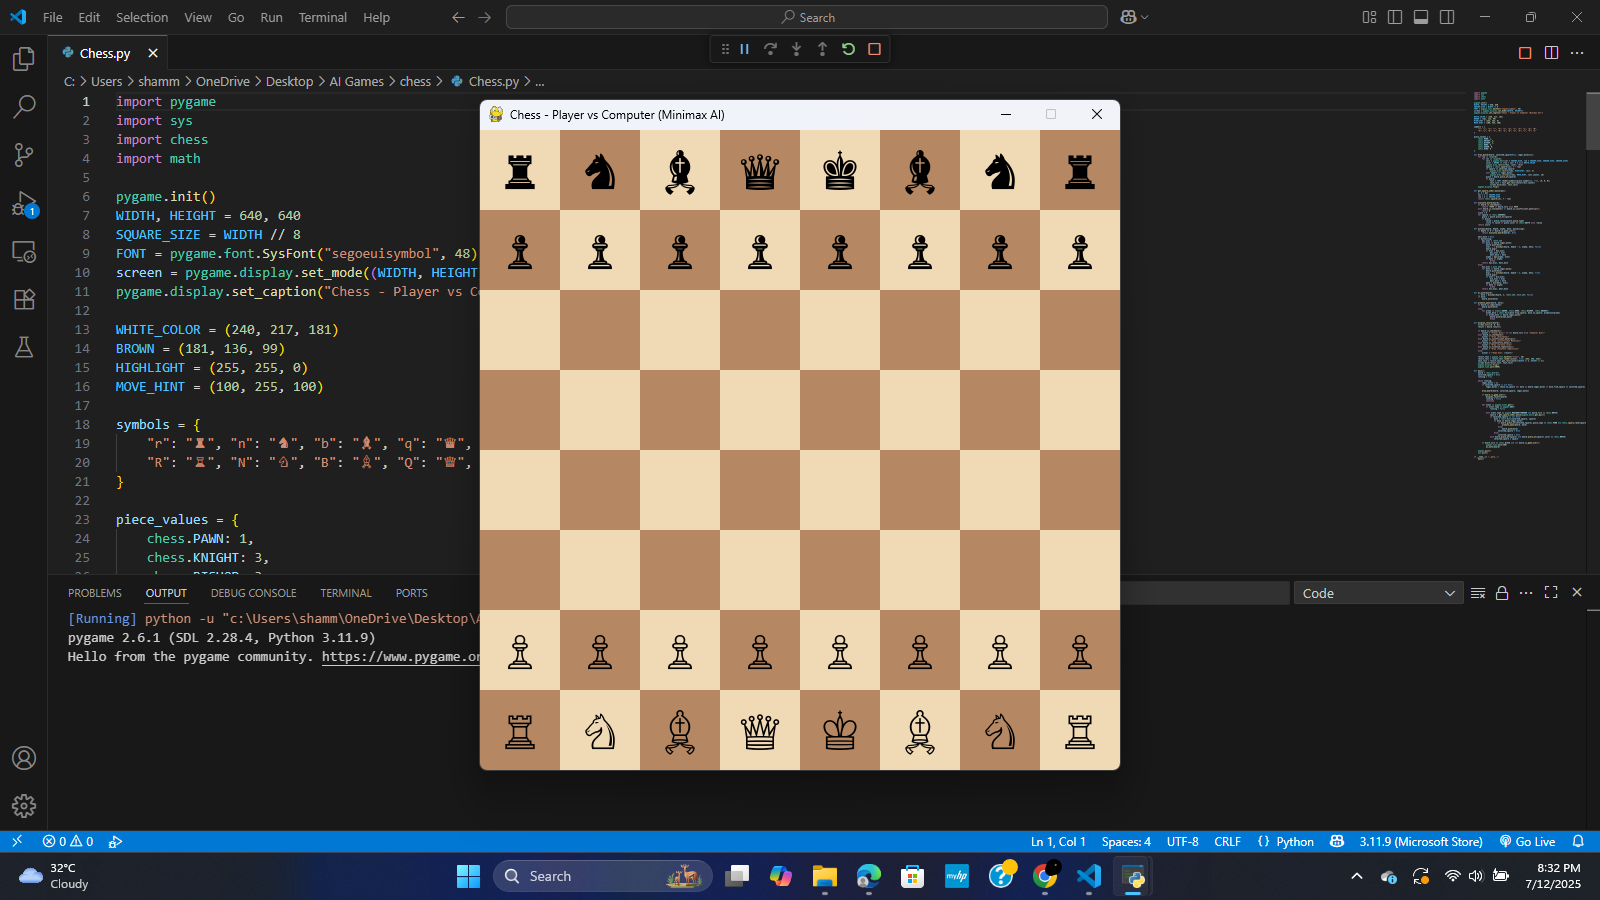 File Edit Selection View Go Run Terminal Help
Search
Chess.py
C: > Users > shamm > OneDrive > Desktop > AI Games > chess > Chess.py > ...
1 import pygame
2 import sys
3 import chess
4 import math
5
6 pygame.init()
7 WIDTH, HEIGHT = 640, 640
8 SQUARE_SIZE = WIDTH // 8
9 FONT = pygame.font.SysFont("segoeuisymbol", 48)
10 screen = pygame.display.set_mode((WIDTH, HEIGHT
11 pygame.display.set_caption("Chess - Player vs C
12
13 WHITE_COLOR = (240, 217, 181)
14 BROWN = (181, 136, 99)
15 HIGHLIGHT = (255, 255, 0)
16 MOVE_HINT = (100, 255, 100)
17
18 symbols = {
19 "r": "♜", "n": "♞", "b": "♝", "q": "♛",
20 "R": "♖", "N": "♘", "B": "♗", "Q": "♕",
21 }
22
23 piece_values = {
24 chess.PAWN: 1,
25 chess.KNIGHT: 3,
Chess - Player vs Computer (Minimax AI)
PROBLEMS OUTPUT DEBUG CONSOLE TERMINAL PORTS
Code
[Running] python -u "c:\Users\shamm\OneDrive\Desktop\A
pygame 2.6.1 (SDL 2.28.4, Python 3.11.9)
Hello from the pygame community. https://www.pygame.or
1
0 0
Ln 1, Col 1 Spaces: 4 UTF-8 CRLF {} Python 3.11.9 (Microsoft Store) Go Live
32°C
Cloudy
Search
myhp
8:32 PM
7/12/2025